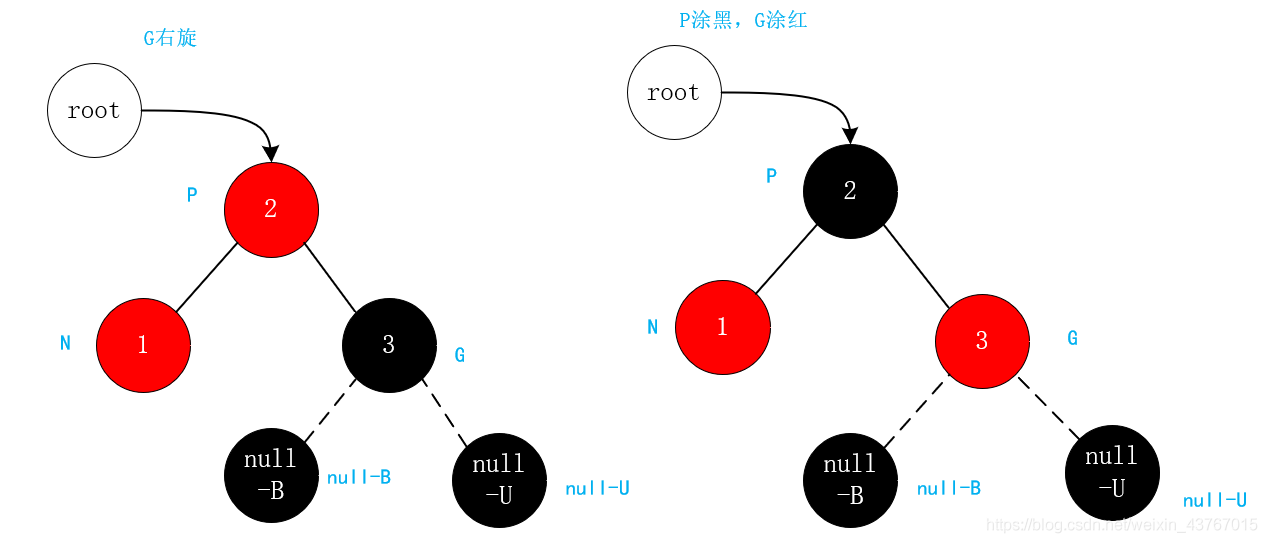 G右旋
root
P
2
N
1
3
G
null
-B
null-B
null
-U
null-U
P涂黑，G涂红
root
P
2
N
1
3
G
null
-B
null-B
null
-U
null-U
https://blog.csdn.net/weixin_43767015